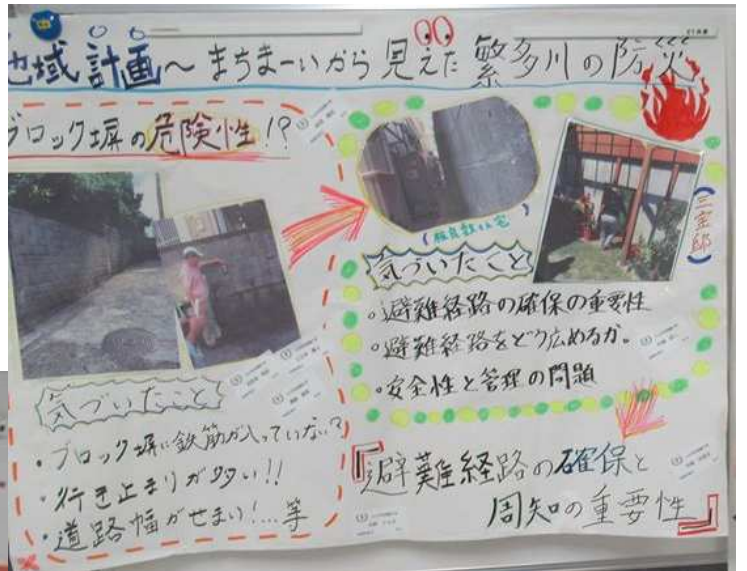 地域計画～まちまーいから見えた繁多川の防災
ブロック塀の危険性!?
気づいたこと
・ブロック塀に鉄筋が入っていない?
・行き止まりが多い!!
・道路幅がせまい!...等
(三室邸)
気づいたこと
・避難経路の確保の重要性
・避難経路をどう広めるか。
・安全性と管理の問題
『避難経路の確保と
周知の重要性』